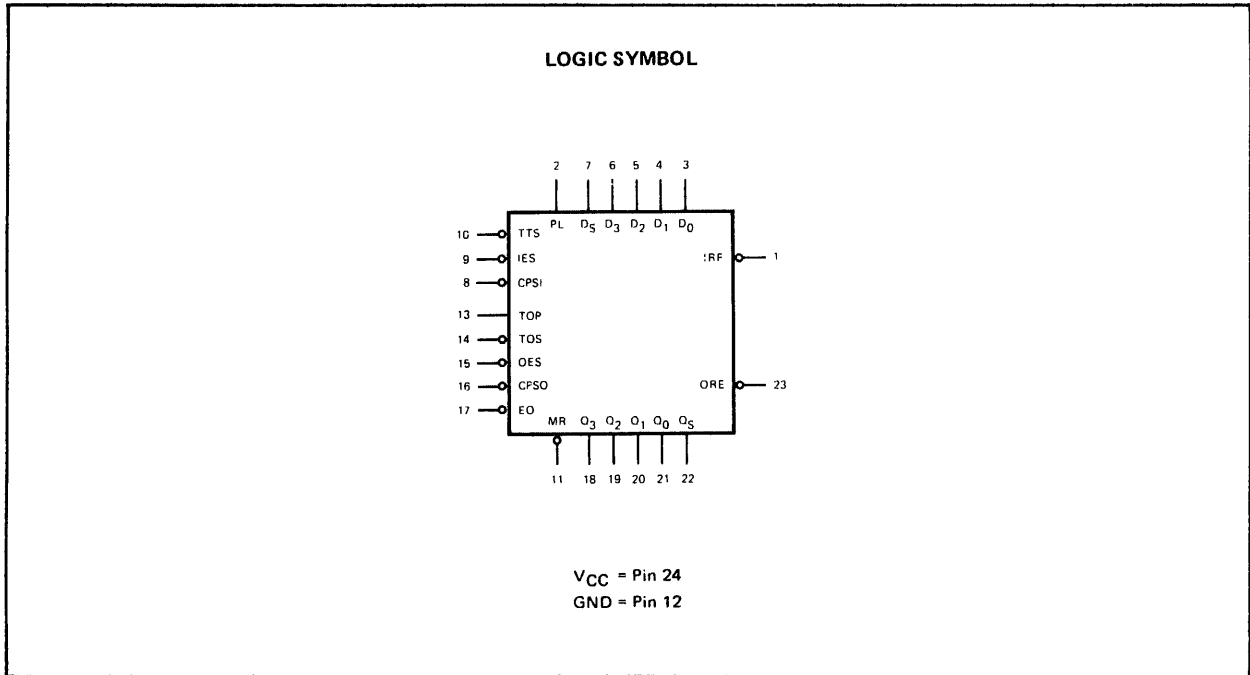 LOGIC SYMBOL
2 7 6 5 4 3
PL DS D3 D2 D1 D0
10 TTS
9 IES
IRF 1
8 CPSI
13 TOP
14 TOS
15 OES
16 CPSO
ORE 23
17 EO
MR Q3 Q2 Q1 Q0 QS
11 18 19 20 21 22
VCC = Pin 24
GND = Pin 12